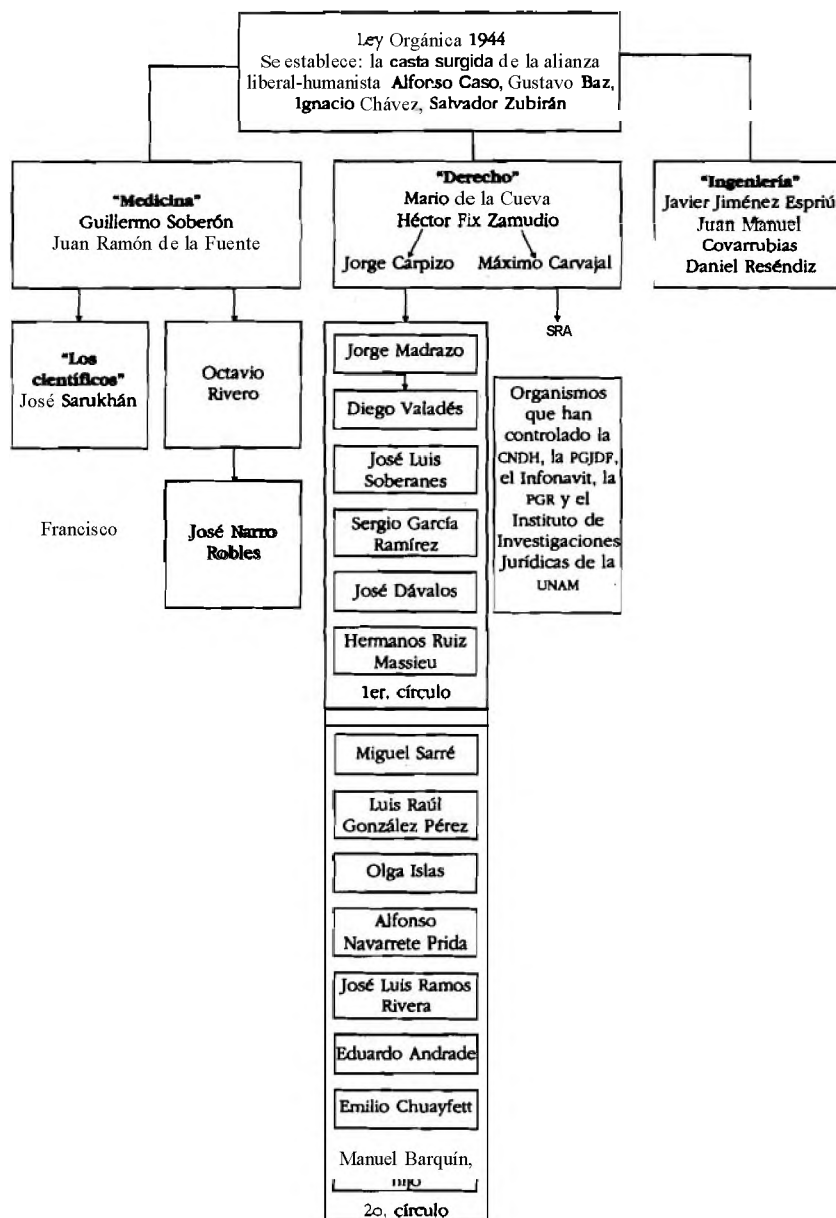 Ley Orgánica 1944
Se establece: la casta surgida de la alianza
liberal-humanista Alfonso Caso, Gustavo Baz,
Ignacio Chávez, Salvador Zubirán
"Medicina"
Guillermo Soberón
Juan Ramón de la Fuente
"Derecho"
Mario de la Cueva
Héctor Fix Zamudio
Jorge Carpizo
Máximo Carvajal
"Ingeniería"
Javier Jiménez Espriú
Juan Manuel
Covarrubias
Daniel Reséndiz
"Los
científicos"
José Sarukhán
Francisco
Octavio
Rivero
José Narro
Robles
Jorge Madrazo
Diego Valadés
José Luis
Soberanes
Sergio García
Ramírez
José Dávalos
Hermanos Ruiz
Massieu
1er. círculo
Miguel Sarré
Luis Raúl
González Pérez
Olga Islas
Alfonso
Navarrete Prida
José Luis Ramos
Rivera
Eduardo Andrade
Emilio Chuayfett
Manuel Barquín,
hijo
2o. círculo
SRA
Organismos
que han
controlado la
CNDH, la PGJDF,
el Infonavit, la
PGR y el
Instituto de
Investigaciones
Jurídicas de la
UNAM